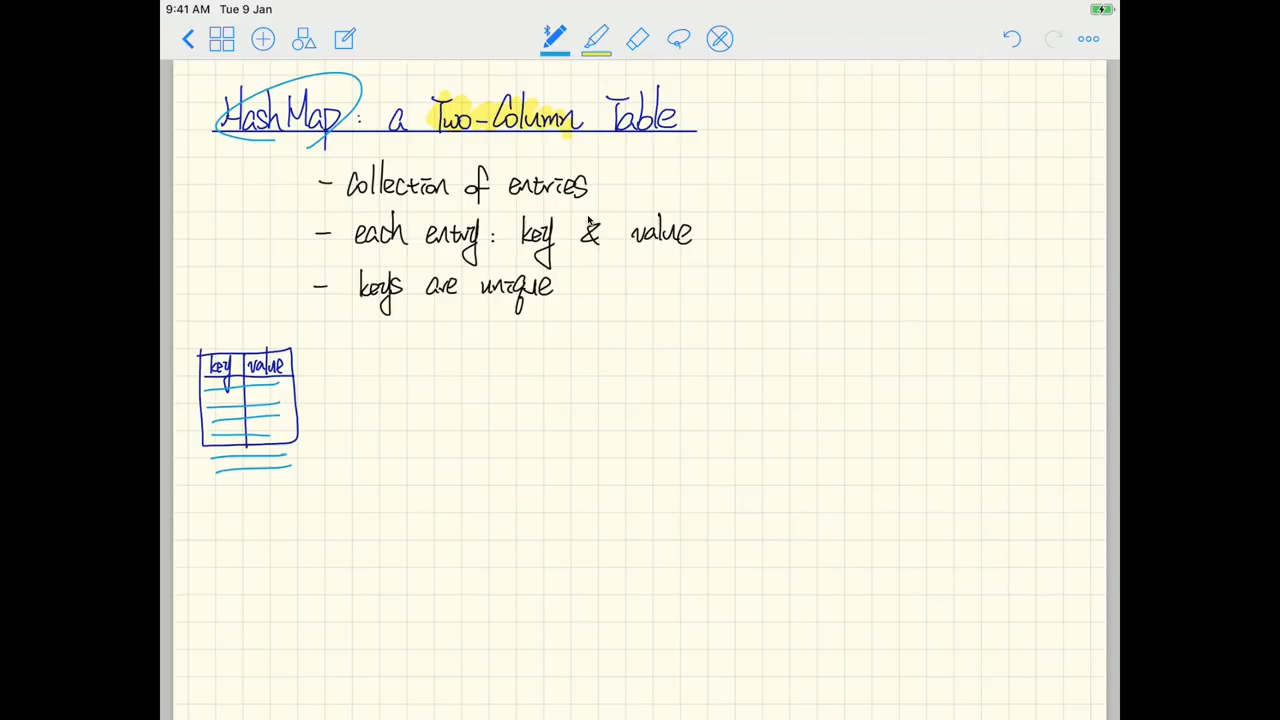 9:41 AM Tue 9 Jan
HashMap : a Two-Column Table
- collection of entries
- each entry : key & value
- keys are unique
key value